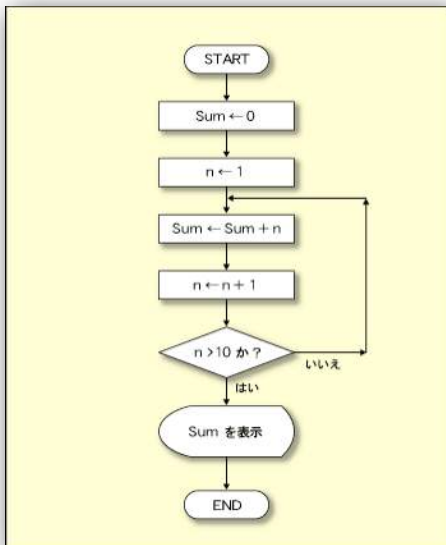 START
Sum ← 0
n ← 1
Sum ← Sum + n
n ← n + 1
n >10 か ?
いいえ
はい
Sum を表示
END